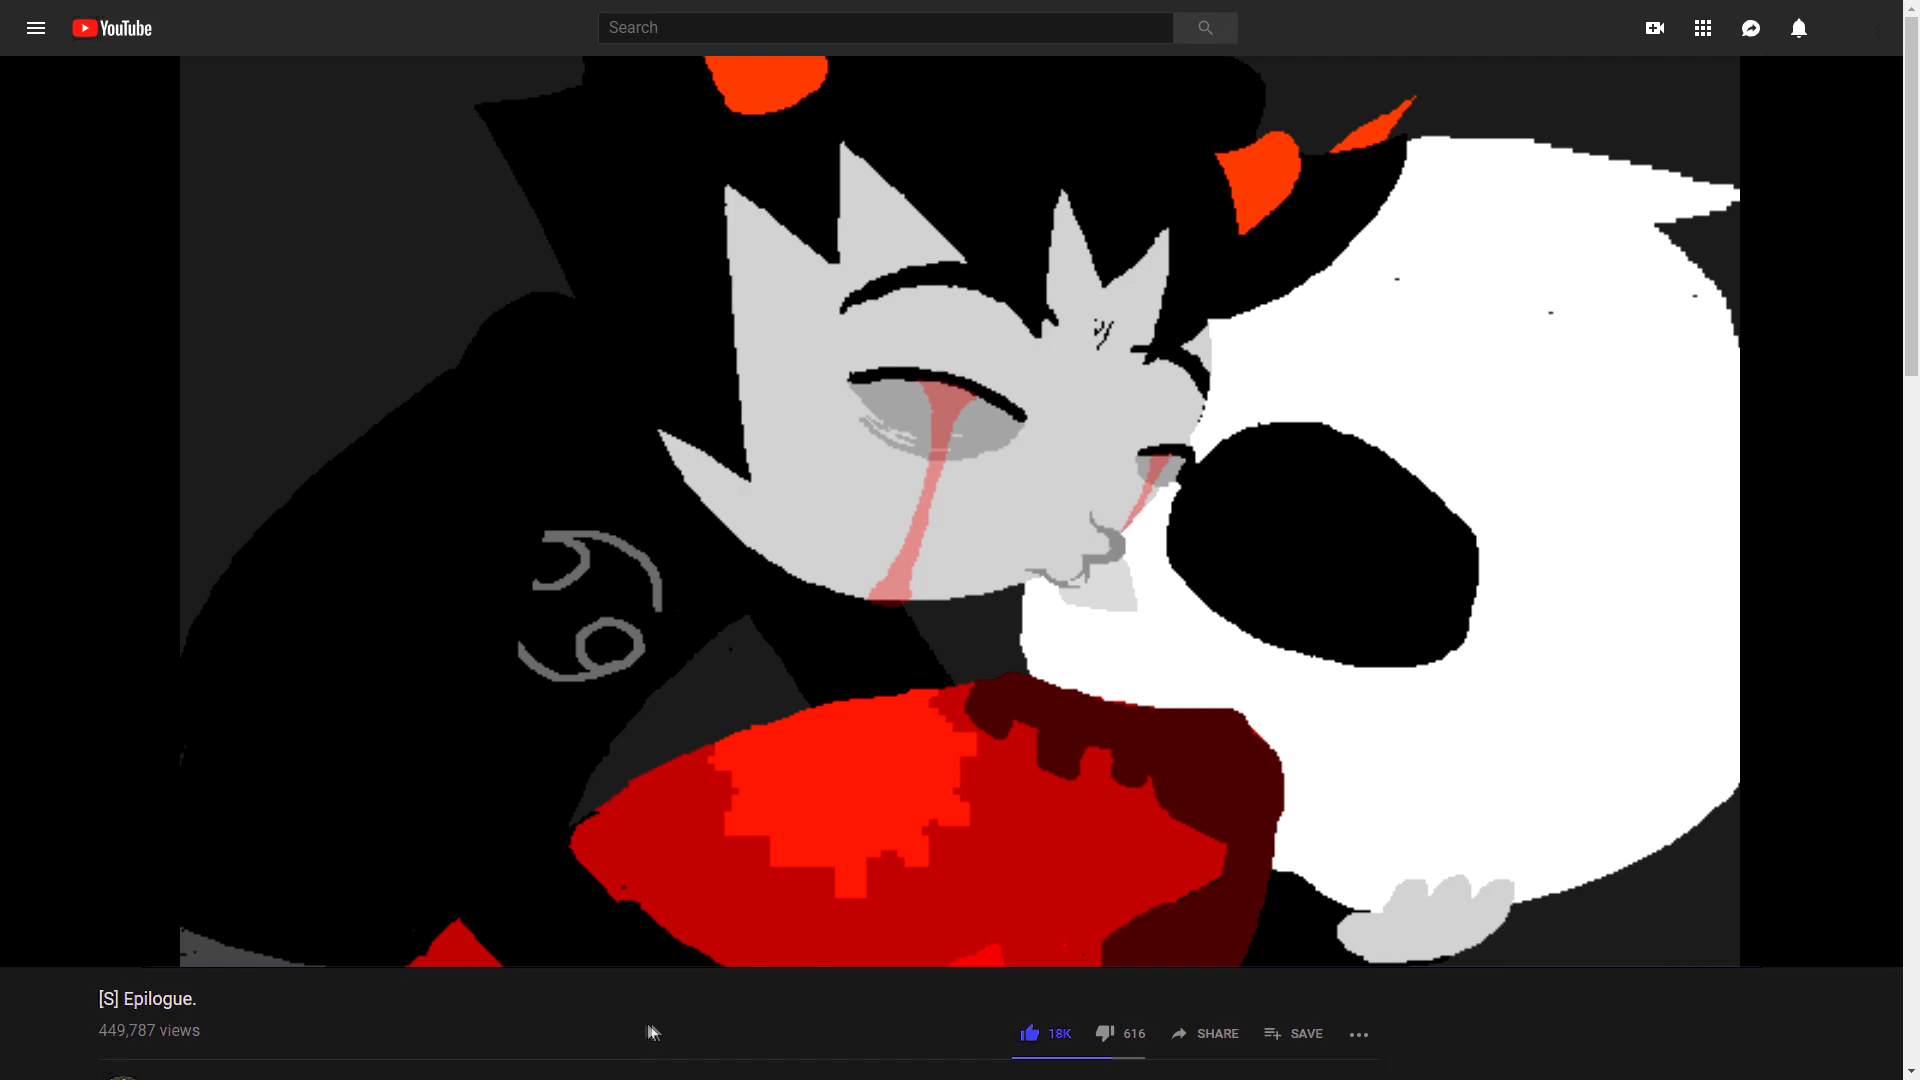 YouTube
Search
[S] Epilogue.
449,787 views
18K
616
SHARE
SAVE